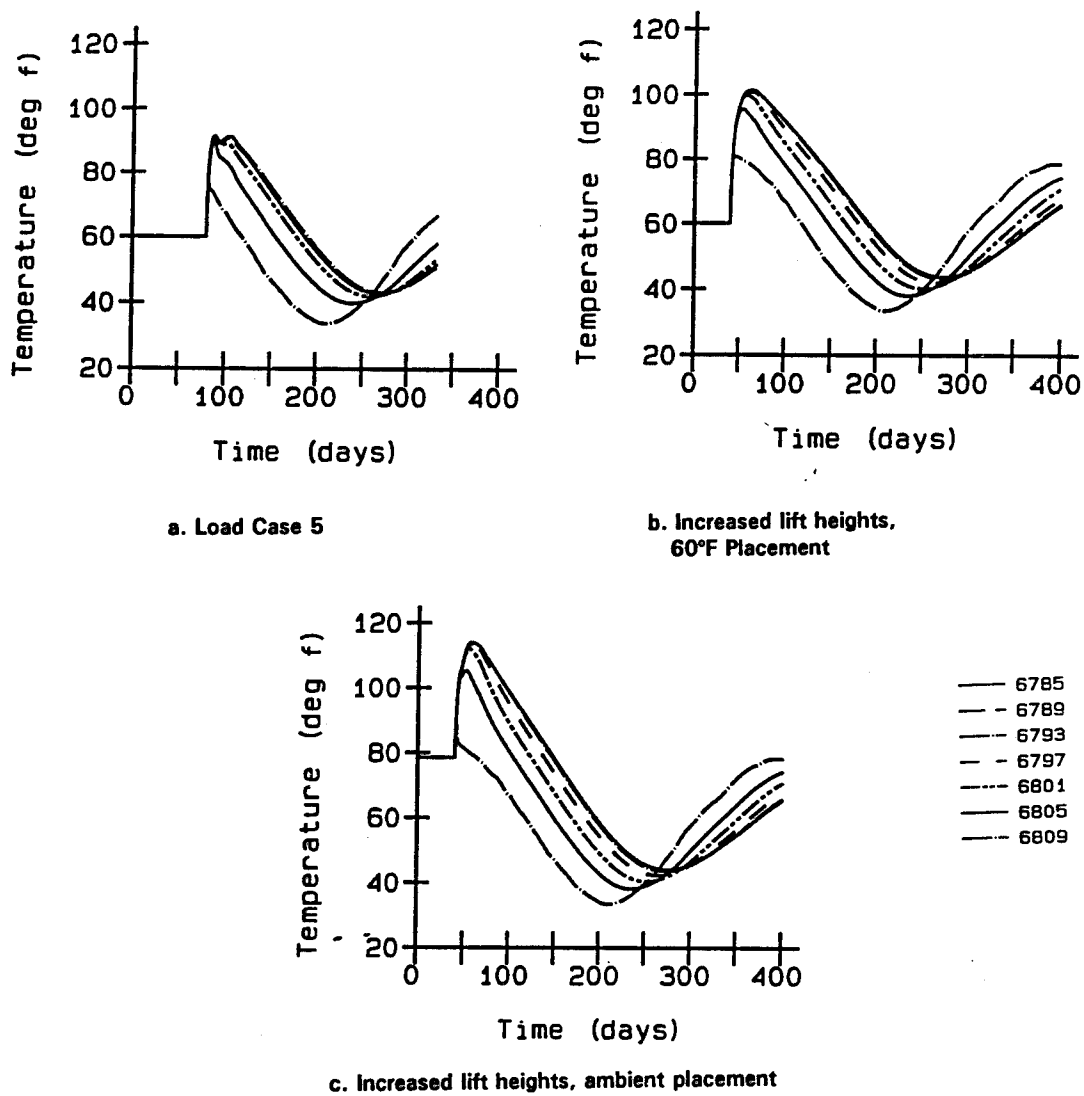 120
100
80
60
40
20
Temperature (deg f)
0 100 200 300 400
Time (days)
a. Load Case 5
120
100
80
60
40
20
Temperature (deg f)
0 100 200 300 400
Time (days)
b. Increased lift heights,
60°F Placement
120
100
80
60
40
20
Temperature (deg f)
0 100 200 300 400
Time (days)
6785
6789
6793
6797
6801
6805
6809
c. Increased lift heights, ambient placement